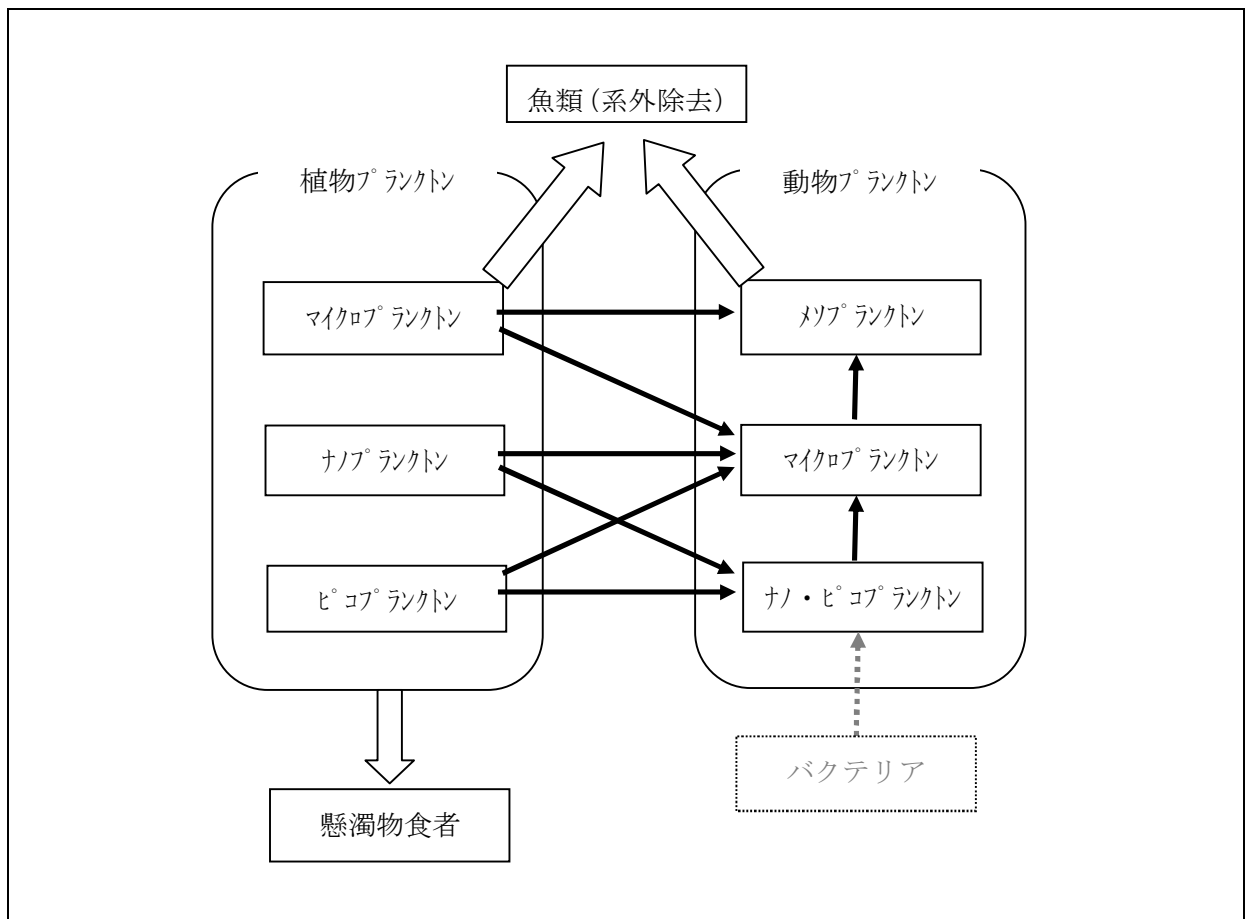 魚類(系外除去)
植物ﾌﾟﾗﾝｸﾄﾝ
動物ﾌﾟﾗﾝｸﾄﾝ
ﾏｲｸﾛﾌﾟﾗﾝｸﾄﾝ
ﾒｿﾌﾟﾗﾝｸﾄﾝ
ﾅﾉﾌﾟﾗﾝｸﾄﾝ
ﾏｲｸﾛﾌﾟﾗﾝｸﾄﾝ
ﾋﾟｺﾌﾟﾗﾝｸﾄﾝ
ﾅﾉ・ﾋﾟｺﾌﾟﾗﾝｸﾄﾝ
バクテリア
懸濁物食者